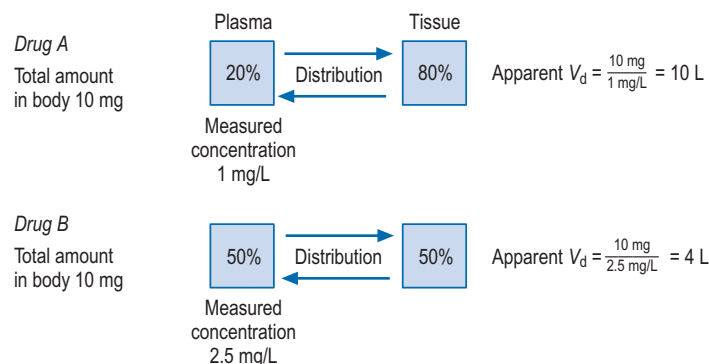 Plasma
Tissue
Drug A
Total amount
in body 10 mg
20%
Distribution
80%
Apparent Vd = 10 mg / 1 mg/L = 10 L
Measured
concentration
1 mg/L
Drug B
Total amount
in body 10 mg
50%
Distribution
50%
Apparent Vd = 10 mg / 2.5 mg/L = 4 L
Measured
concentration
2.5 mg/L